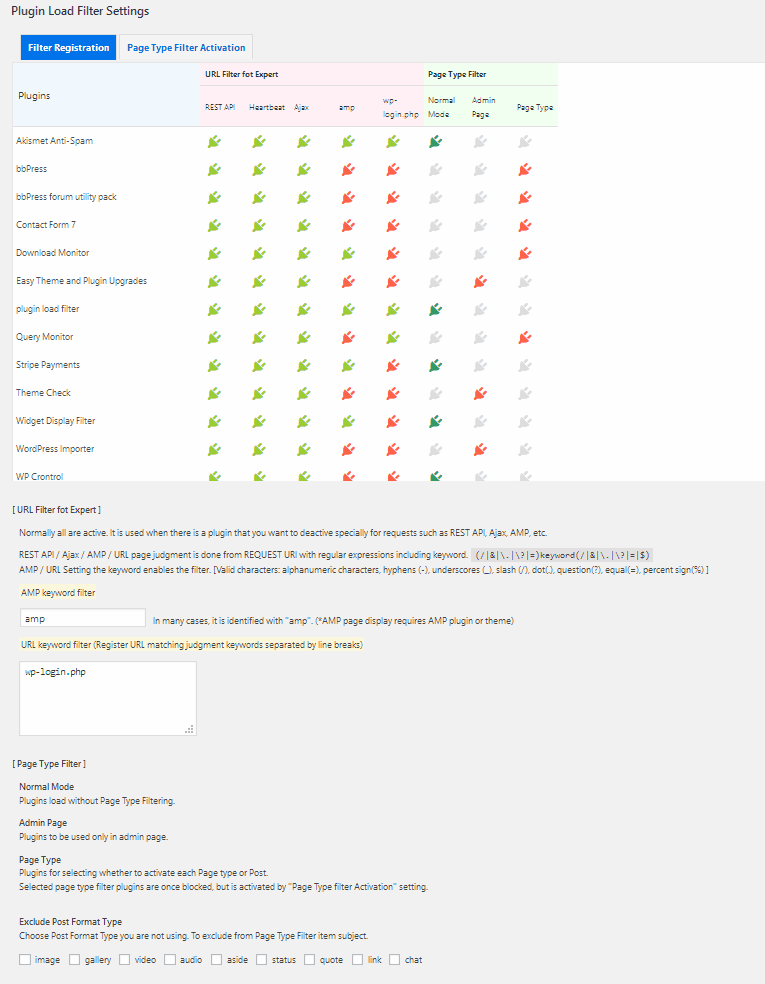 Plugin Load Filter Settings
Filter Registration
Page Type Filter Activation
Plugins
URL Filter fot Expert
Page Type Filter
REST API
Heartbeat
Ajax
amp
wp-
login.php
Normal
Mode
Admin
Page
Page Type
Akismet Anti-Spam
bbPress
bbPress forum utility pack
Contact Form 7
Download Monitor
Easy Theme and Plugin Upgrades
plugin load filter
Query Monitor
Stripe Payments
Theme Check
Widget Display Filter
WordPress Importer
WP Crontrol
[ URL Filter fot Expert ]
Normally all are active. It is used when there is a plugin that you want to deactive specially for requests such as REST API, Ajax, AMP, etc.
REST API / Ajax / AMP / URL page judgment is done from REQUEST URI with regular expressions including keyword. (/|&|\.|\?|=)keyword(/|&|\.|\?|=|$)
AMP / URL Setting the keyword enables the filter. [Valid characters: alphanumeric characters, hyphens (-), underscores (_), slash (/), dot(.), question(?), equal(=), percent sign(%) ]
AMP keyword filter
amp
In many cases, it is identified with "amp". (*AMP page display requires AMP plugin or theme)
URL keyword filter (Register URL matching judgment keywords separated by line breaks)
wp-login.php
[ Page Type Filter ]
Normal Mode
Plugins load without Page Type Filtering.
Admin Page
Plugins to be used only in admin page.
Page Type
Plugins for selecting whether to activate each Page type or Post.
Selected page type filter plugins are once blocked, but is activated by "Page Type filter Activation" setting.
Exclude Post Format Type
Choose Post Format Type you are not using. To exclude from Page Type Filter item subject.
image gallery video audio aside status quote link chat